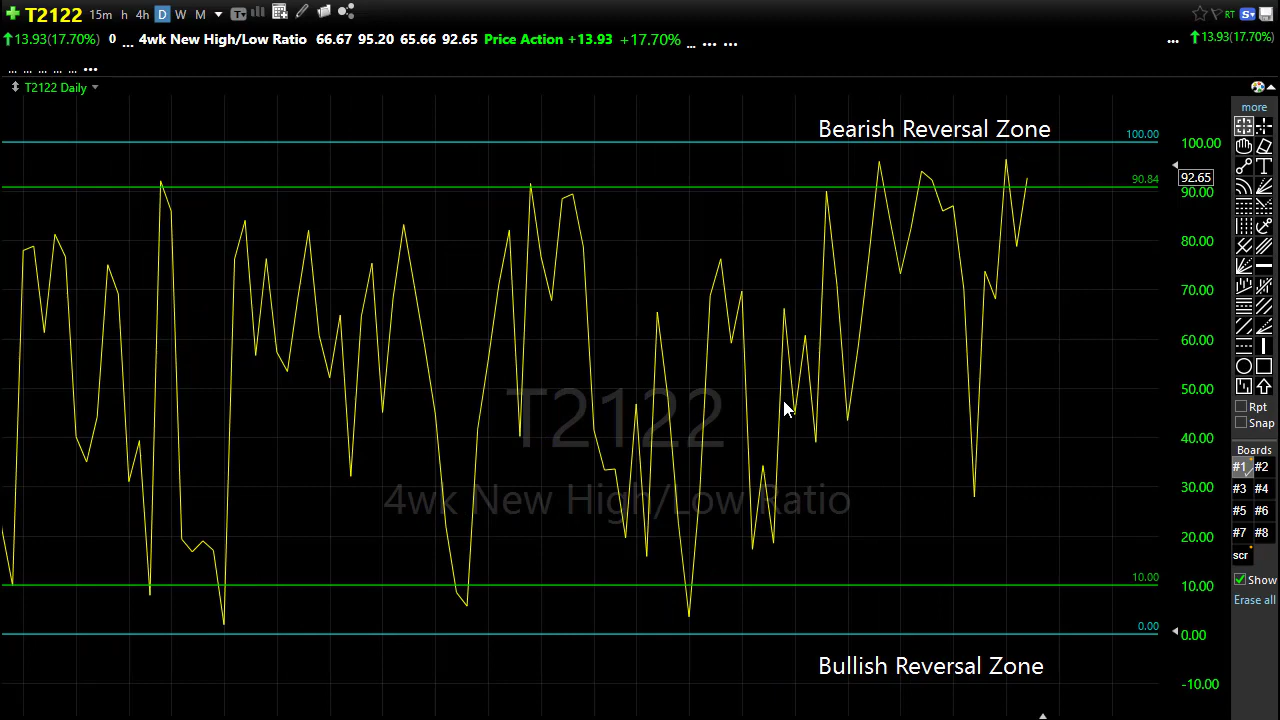 T2122 15m h 4h D W M RT S
13.93(17.70%) 0 ... 4wk New High/Low Ratio 66.67 95.20 65.66 92.65 Price Action +13.93 +17.70% ... ... ... ... 13.93(17.70%)
... ... ... ... ... ...
T2122 Daily
more
Bearish Reversal Zone
100.00 100.00
90.84 92.65
90.00
80.00
70.00
60.00
50.00
T2122
40.00
4wk New High/Low Ratio
30.00
20.00
10.00 10.00
0.00 0.00
Bullish Reversal Zone
-10.00
Rpt
Snap
Boards
#1 #2
#3 #4
#5 #6
#7 #8
scr
Show
Erase all